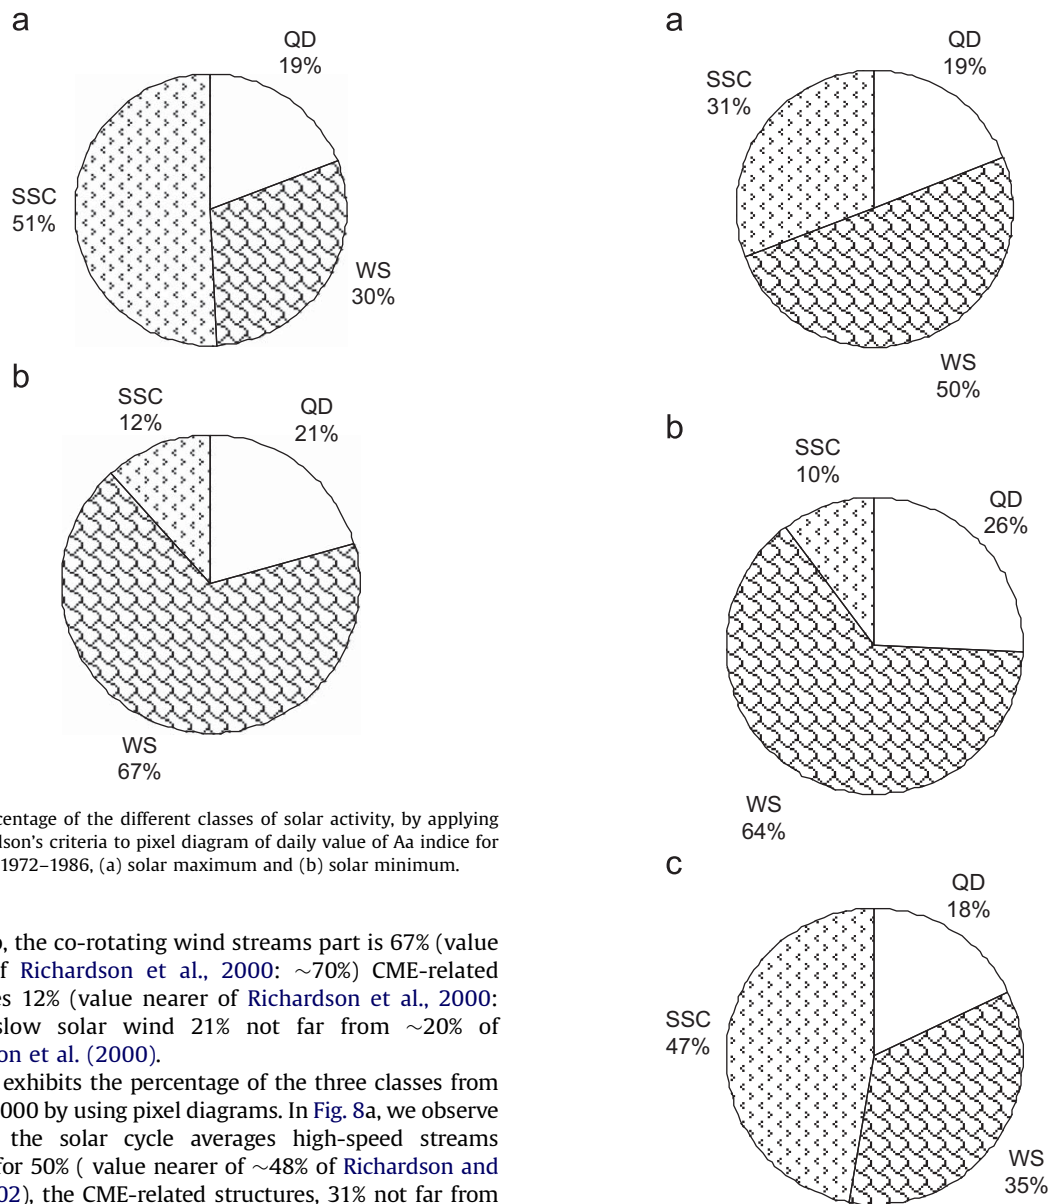 a
QD
19%
SSC
51%
WS
30%
b
SSC
12%
QD
21%
WS
67%
centage of the different classes of solar activity, by applying
dson's criteria to pixel diagram of daily value of Aa indice for
1972–1986, (a) solar maximum and (b) solar minimum.
, the co-rotating wind streams part is 67% (value
f Richardson et al., 2000: ∼70%) CME-related
es 12% (value nearer of Richardson et al., 2000:
slow solar wind 21% not far from ∼20% of
on et al. (2000).
exhibits the percentage of the three classes from
000 by using pixel diagrams. In Fig. 8a, we observe
the solar cycle averages high-speed streams
for 50% ( value nearer of ∼48% of Richardson and
02), the CME-related structures, 31% not far from
a
QD
19%
SSC
31%
WS
50%
b
SSC
10%
QD
26%
WS
64%
c
QD
18%
SSC
47%
WS
35%